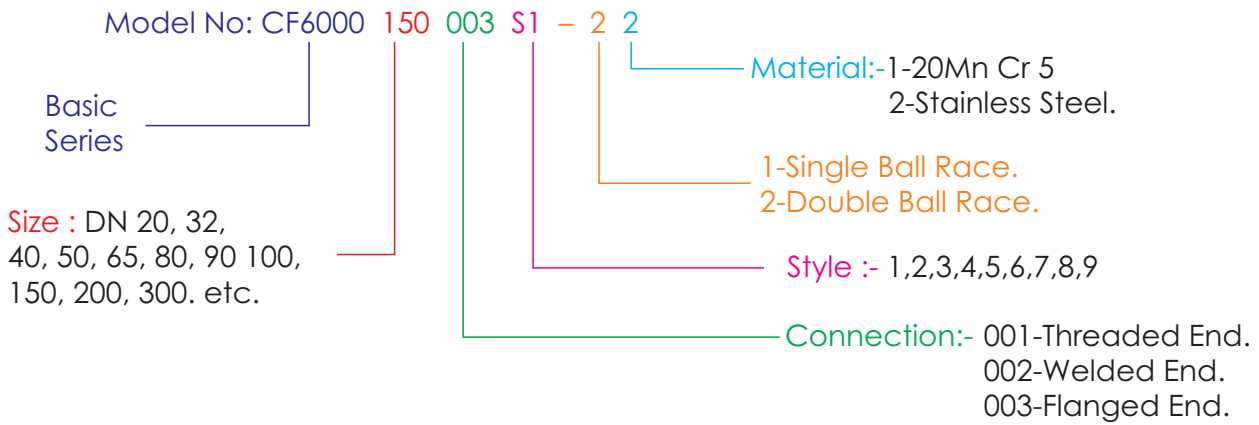 Model No: CF6000 150 003 S1 – 2 2
Material:-1-20Mn Cr 5
2-Stainless Steel.
Basic
Series
1-Single Ball Race.
2-Double Ball Race.
Size : DN 20, 32,
40, 50, 65, 80, 90 100,
150, 200, 300. etc.
Style :- 1,2,3,4,5,6,7,8,9
Connection:- 001-Threaded End.
002-Welded End.
003-Flanged End.